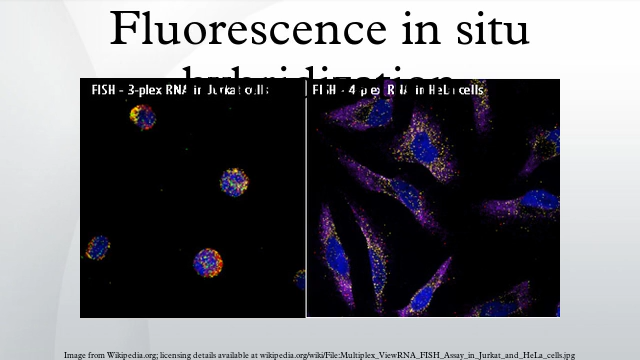 Fluorescence in situ
hybridization
FISH - 3-plex RNA in Jurkat cells
FISH - 4-plex RNA in HeLa cells
Image from Wikipedia.org; licensing details available at wikipedia.org/wiki/File:Multiplex_ViewRNA_FISH_Assay_in_Jurkat_and_HeLa_cells.jpg